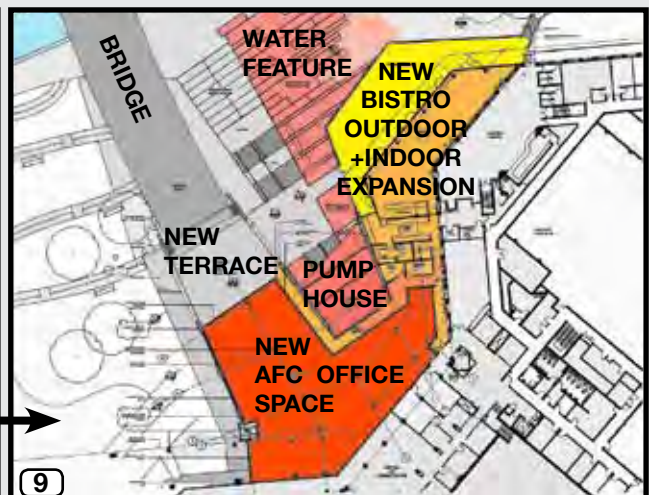 BRIDGE
WATER
FEATURE
NEW
BISTRO
OUTDOOR
+INDOOR
EXPANSION
NEW
TERRACE
PUMP
HOUSE
NEW
AFC OFFICE
SPACE
9